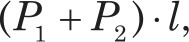 (P₁ + P₂) · l,